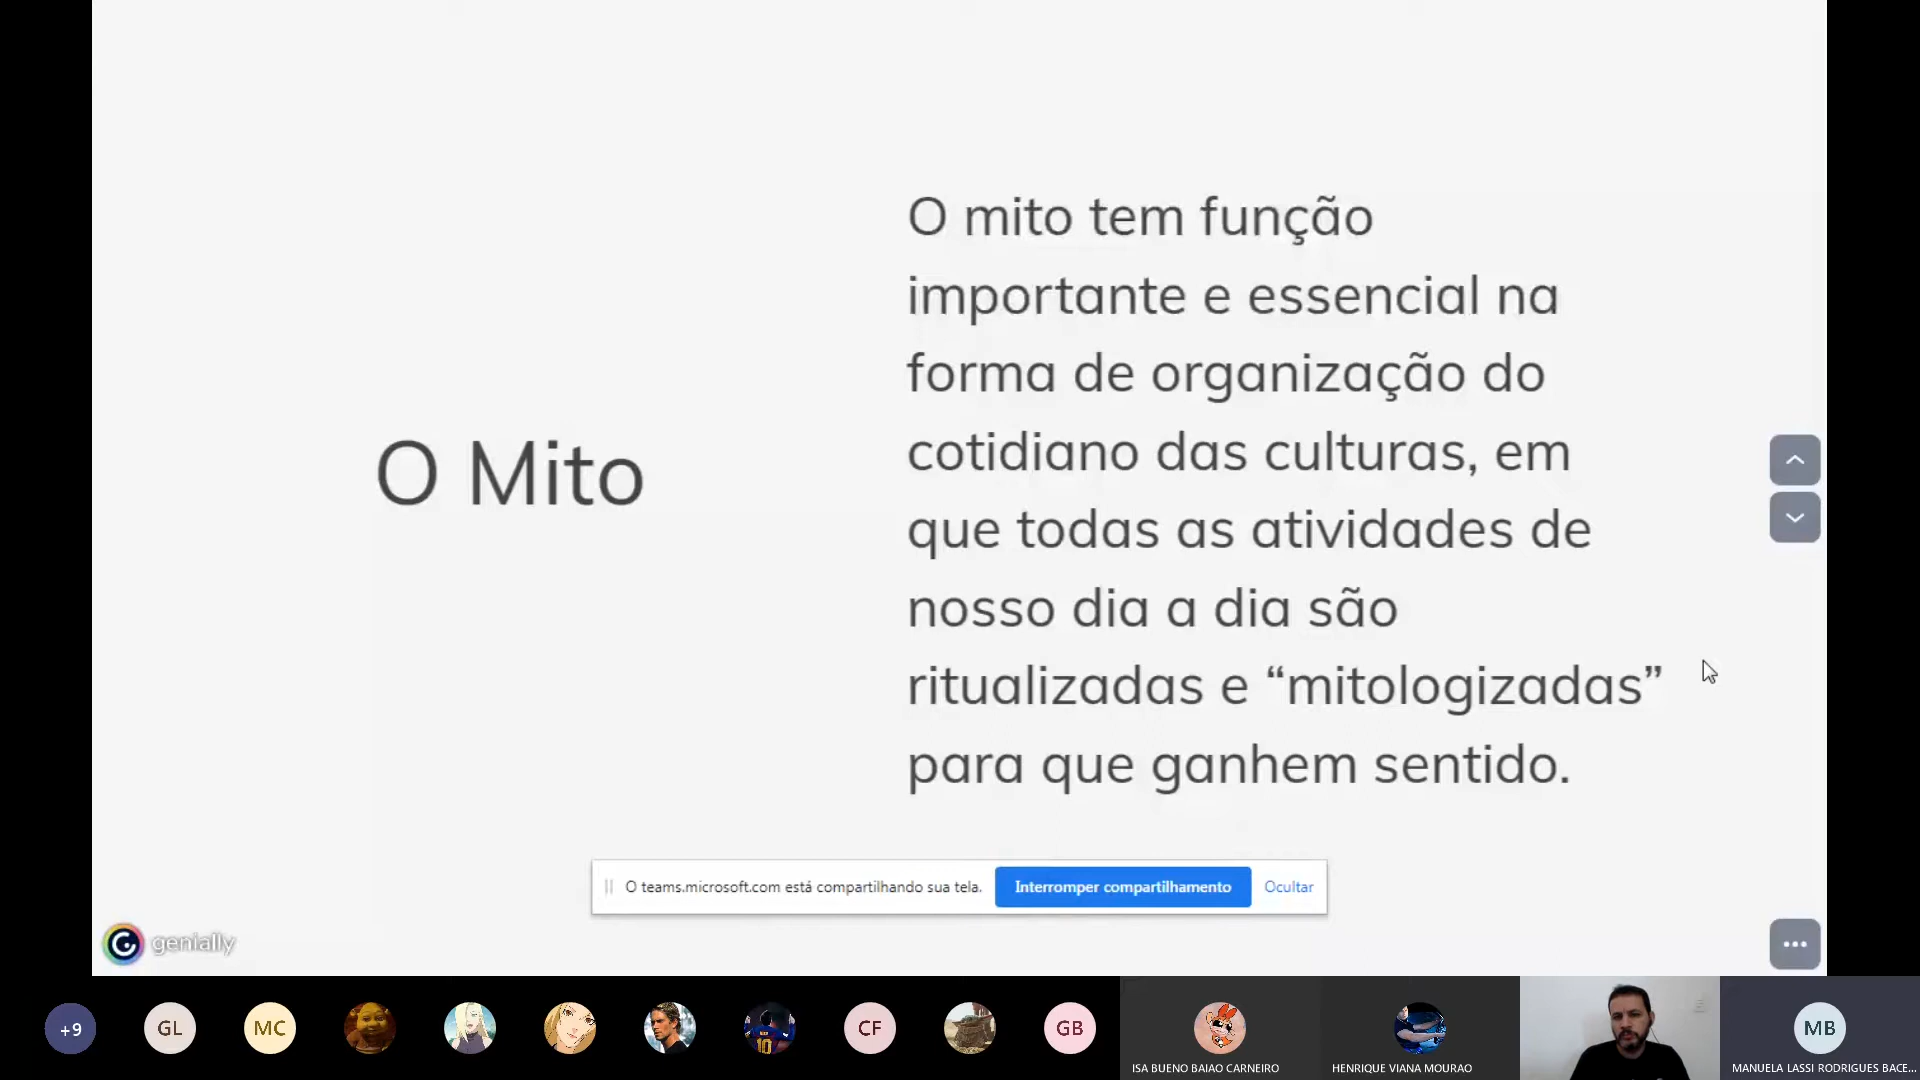 O Mito
O mito tem função
importante e essencial na
forma de organização do
cotidiano das culturas, em
que todas as atividades de
nosso dia a dia são
ritualizadas e “mitologizadas”
para que ganhem sentido.
O teams.microsoft.com está compartilhando sua tela.
Interromper compartilhamento
Ocultar
genially
+9
GL
MC
10
CF
GB
MB
ISA BUENO BAIAO CARNEIRO
HENRIQUE VIANA MOURAO
MANUELA LASSI RODRIGUES BACE...